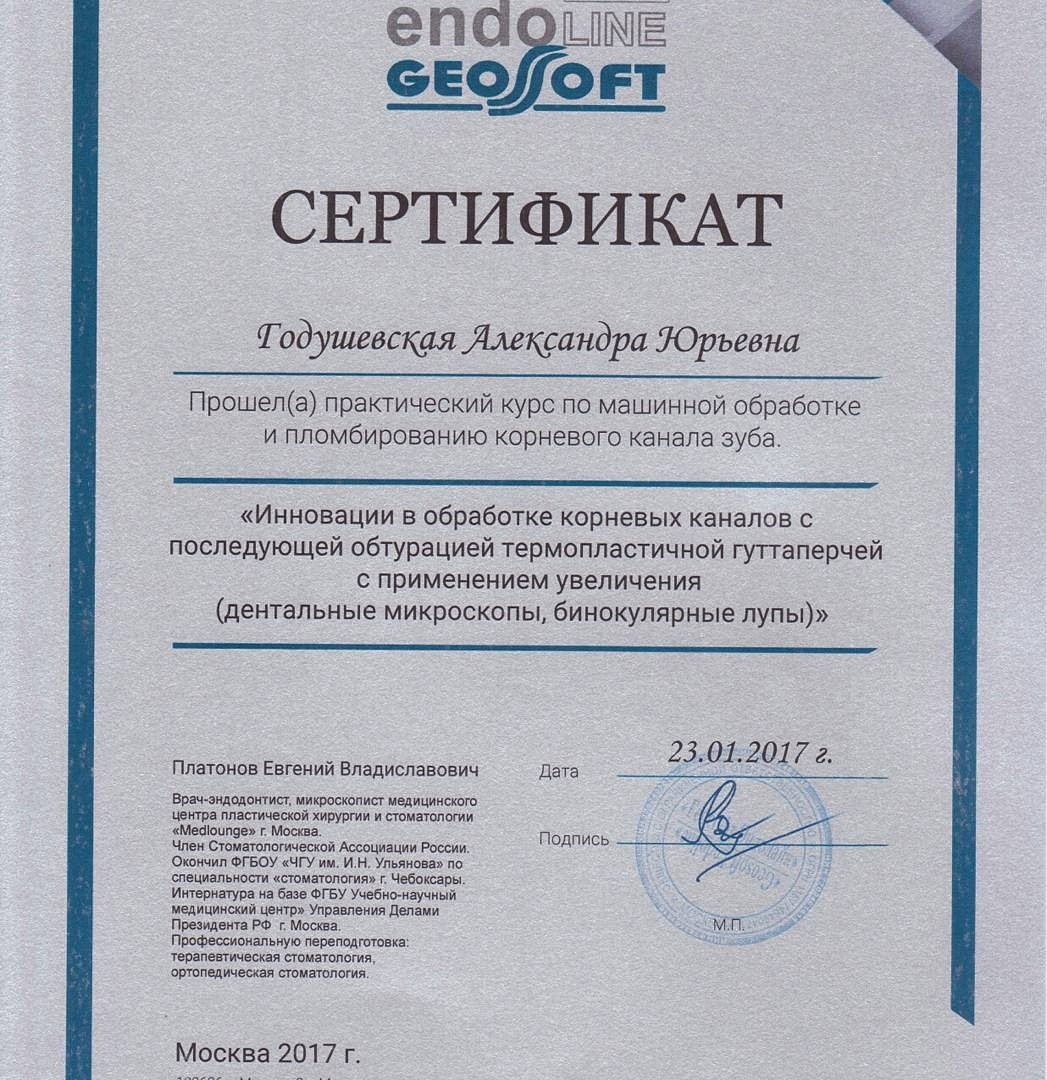 endo LINE
GEOSOFT
СЕРТИФИКАТ
Годушевская Александра Юрьевна
Прошел(а) практический курс по машинной обработке
и пломбированию корневого канала зуба.
«Инновации в обработке корневых каналов с
последующей обтурацией термопластичной гуттаперчей
с применением увеличения
(дентальные микроскопы, бинокулярные лупы)»
Платонов Евгений Владиславович
Врач-эндодонтист, микроскопист медицинского
центра пластической хирургии и стоматологии
«Medlounge» г. Москва.
Член Стоматологической Ассоциации России.
Окончил ФГБОУ «ЧГУ им. И.Н. Ульянова» по
специальности «стоматология» г. Чебоксары.
Интернатура на базе ФГБУ Учебно-научный
медицинский центр» Управления Делами
Президента РФ г. Москва.
Профессиональную переподготовка:
терапевтическая стоматология,
ортопедическая стоматология.
Дата
23.01.2017 г.
Подпись
М.П.
Москва 2017 г.